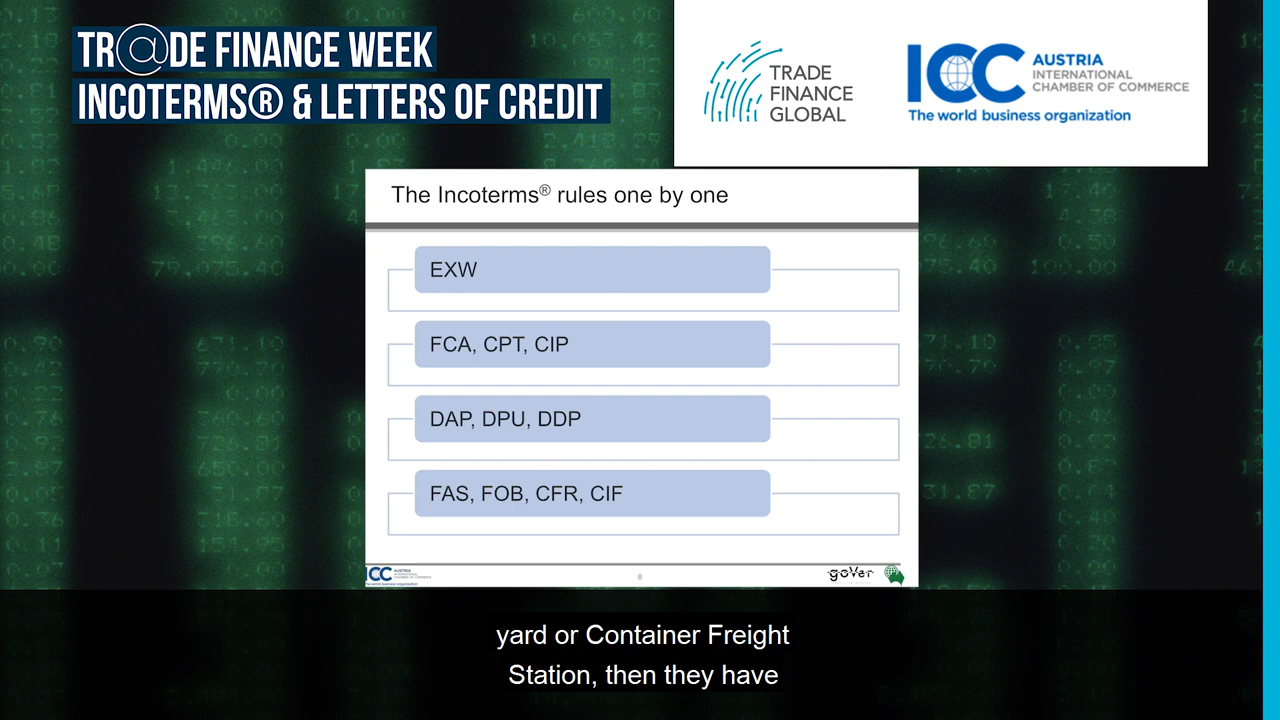 TR@DE FINANCE WEEK
INCOTERMS® & LETTERS OF CREDIT
TRADE
FINANCE
GLOBAL
ICC AUSTRIA
INTERNATIONAL
CHAMBER OF COMMERCE
The world business organization
The Incoterms® rules one by one
EXW
FCA, CPT, CIP
DAP, DPU, DDP
FAS, FOB, CFR, CIF
ICC
8
goVer
yard or Container Freight
Station, then they have